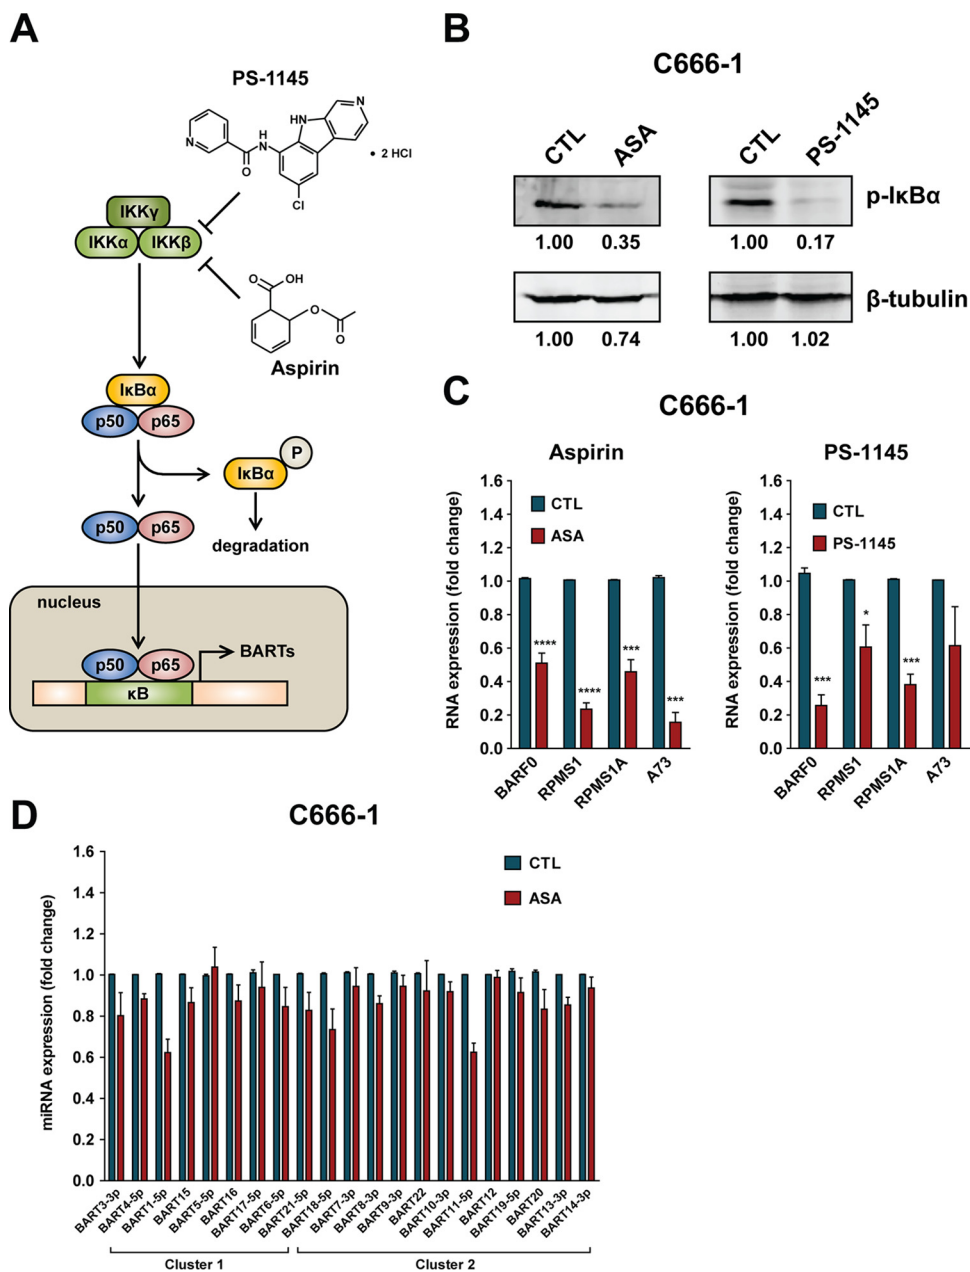 A
PS-1145
N
HN
N
H
N
O
Cl
• 2 HCl
IKKγ
IKKα
IKKβ
O
OH
O
O
Aspirin
IκBα
p50
p65
IκBα
P
p50
p65
degradation
nucleus
p50
p65
BARTs
κB
B
C666-1
CTL
ASA
CTL
PS-1145
p-IκBα
1.00
0.35
1.00
0.17
β-tubulin
1.00
0.74
1.00
1.02
C
C666-1
Aspirin
RNA expression (fold change)
1.6
1.4
1.2
1.0
0.8
0.6
0.4
0.2
0.0
CTL
ASA
****
****
***
***
BARF0
RPMS1
RPMS1A
A73
PS-1145
RNA expression (fold change)
1.6
1.4
1.2
1.0
0.8
0.6
0.4
0.2
0.0
CTL
PS-1145
***
*
***
BARF0
RPMS1
RPMS1A
A73
D
C666-1
miRNA expression (fold change)
1.6
1.4
1.2
1.0
0.8
0.6
0.4
0.2
0.0
CTL
ASA
BART3-3p
BART4-5p
BART1-5p
BART15
BART5-5p
BART16
BART17-5p
BART6-5p
BART21-5p
BART18-5p
BART7-3p
BART8-3p
BART9-3p
BART22
BART10-3p
BART11-5p
BART12
BART19-5p
BART20
BART13-3p
BART14-3p
Cluster 1
Cluster 2